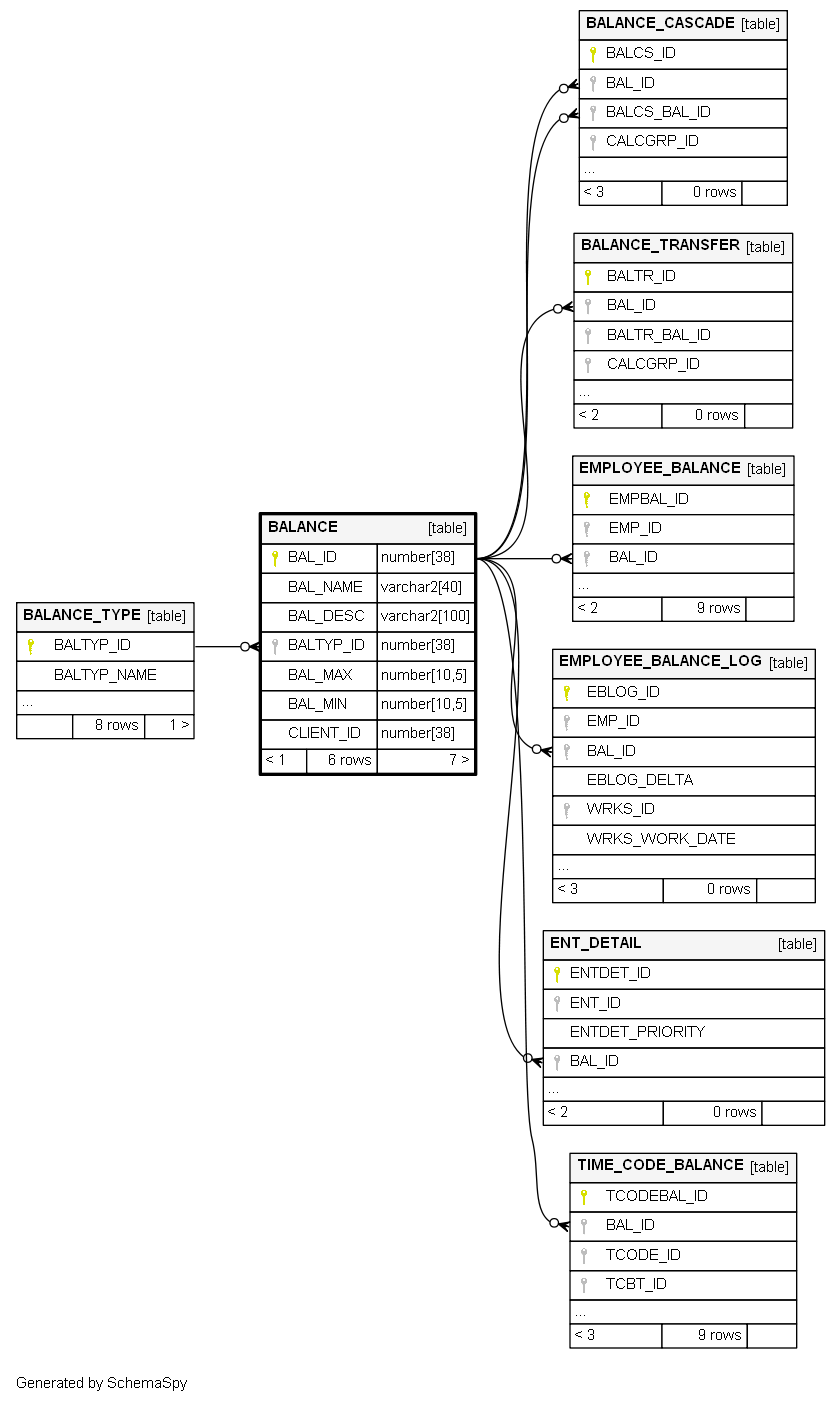 BALANCE_CASCADE [table]
BALCS_ID
BAL_ID
BALCS_BAL_ID
CALCGRP_ID
...
< 3 0 rows
BALANCE_TRANSFER [table]
BALTR_ID
BAL_ID
BALTR_BAL_ID
CALCGRP_ID
...
< 2 0 rows
EMPLOYEE_BALANCE [table]
EMPBAL_ID
EMP_ID
BAL_ID
...
< 2 9 rows
BALANCE [table]
BAL_ID number[38]
BAL_NAME varchar2[40]
BAL_DESC varchar2[100]
BALTYP_ID number[38]
BAL_MAX number[10,5]
BAL_MIN number[10,5]
CLIENT_ID number[38]
< 1 6 rows 7 >
BALANCE_TYPE [table]
BALTYP_ID
BALTYP_NAME
...
8 rows 1 >
EMPLOYEE_BALANCE_LOG [table]
EBLOG_ID
EMP_ID
BAL_ID
EBLOG_DELTA
WRKS_ID
WRKS_WORK_DATE
...
< 3 0 rows
ENT_DETAIL [table]
ENTDET_ID
ENT_ID
ENTDET_PRIORITY
BAL_ID
...
< 2 0 rows
TIME_CODE_BALANCE [table]
TCODEBAL_ID
BAL_ID
TCODE_ID
TCBT_ID
...
< 3 9 rows
Generated by SchemaSpy